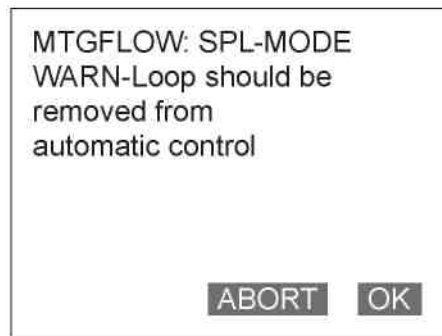 MTGFLOW: SPL-MODE
WARN-Loop should be
removed from
automatic control
ABORT OK